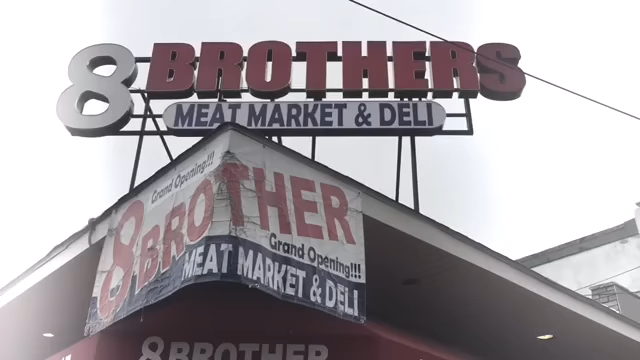 8 BROTHERS
MEAT MARKET & DELI
Grand Opening!!!
8 BROTHER
Grand Opening!!!
MEAT MARKET & DELI
8 BROTHER